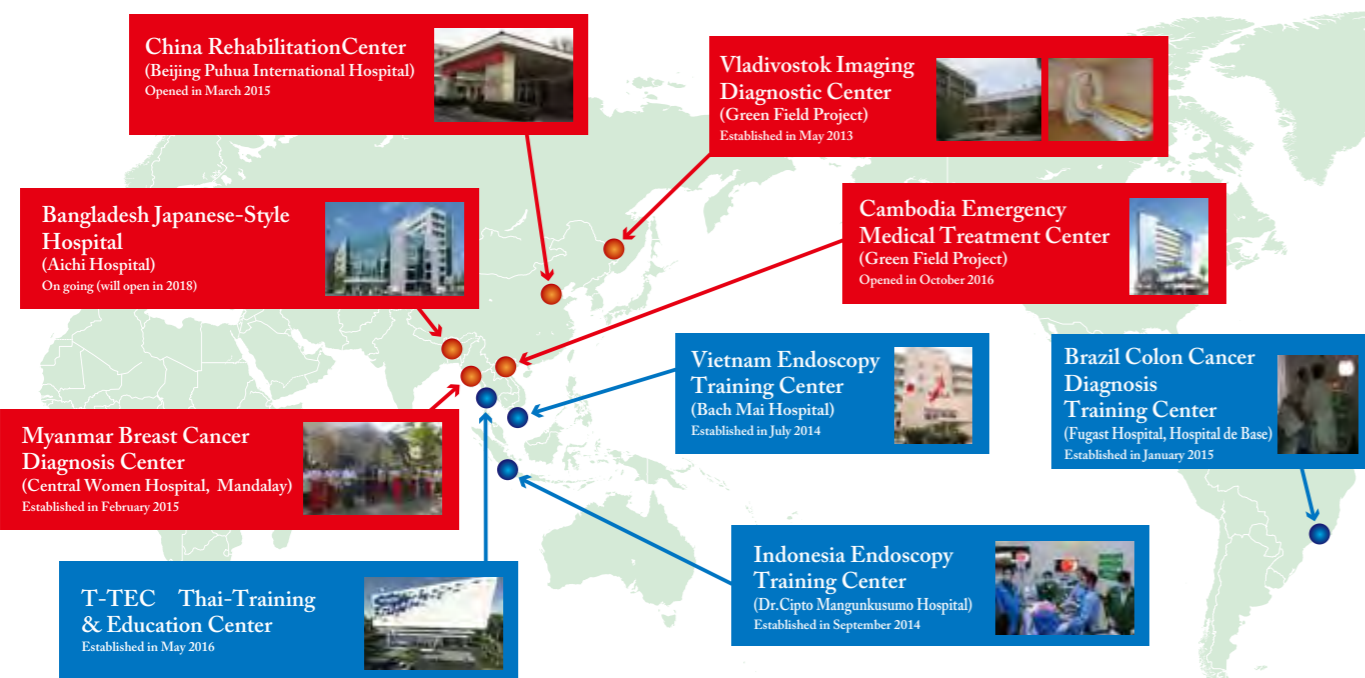 China RehabilitationCenter
(Beijing Puhua International Hospital)
Opened in March 2015
Vladivostok Imaging
Diagnostic Center
(Green Field Project)
Established in May 2013
Bangladesh Japanese-Style
Hospital
(Aichi Hospital)
On going (will open in 2018)
Cambodia Emergency
Medical Treatment Center
(Green Field Project)
Opened in October 2016
Vietnam Endoscopy
Training Center
(Bach Mai Hospital)
Established in July 2014
Brazil Colon Cancer
Diagnosis
Training Center
(Fugast Hospital, Hospital de Base)
Established in January 2015
Myanmar Breast Cancer
Diagnosis Center
(Central Women Hospital, Mandalay)
Established in February 2015
Indonesia Endoscopy
Training Center
(Dr.Cipto Mangunkusumo Hospital)
Established in September 2014
T-TEC Thai-Training
& Education Center
Established in May 2016